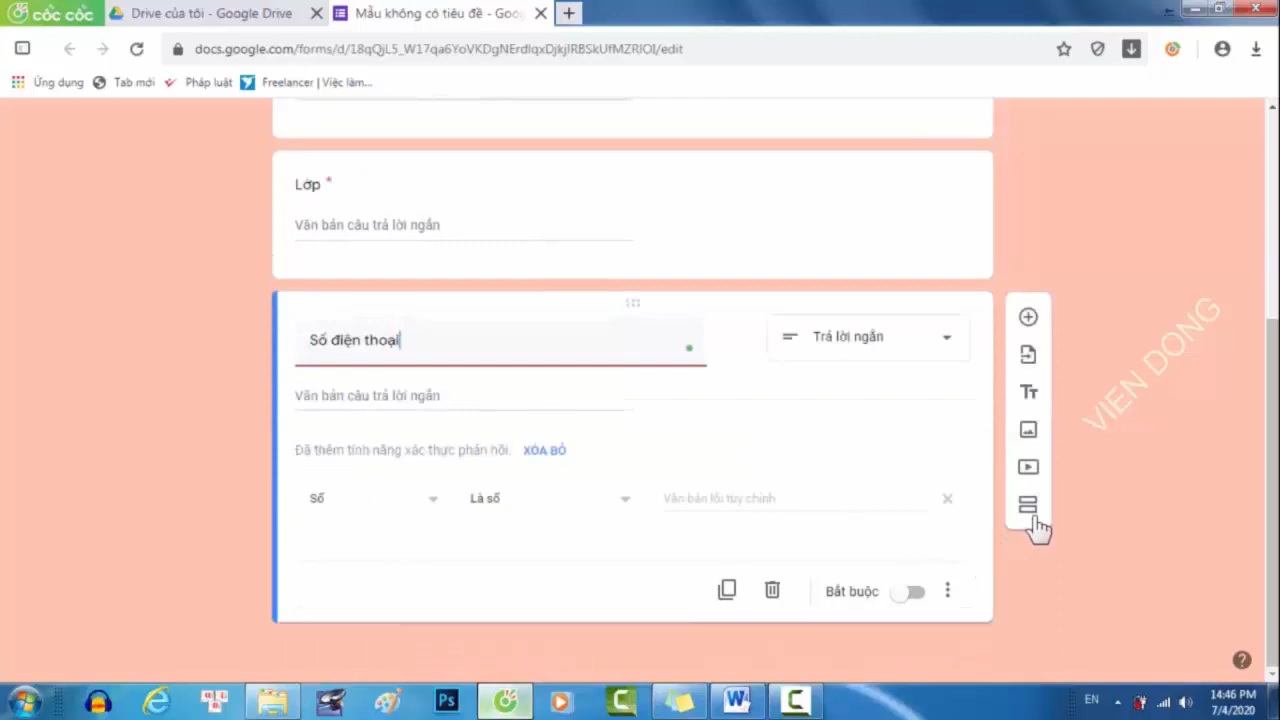 cốc cốc
Drive của tôi - Google Drive
Mẫu không có tiêu đề - Goog
docs.google.com/forms/d/18qQjL5_W17qa6YoVKDgNErdIqxDjkjIRBSkUfMZRIOI/edit
Ứng dụng
Tab mới
Pháp luật
Freelancer | Việc làm...
Lớp *
Văn bản câu trả lời ngắn
Số điện thoại
Trả lời ngắn
Văn bản câu trả lời ngắn
Đã thêm tính năng xác thực phản hồi. XÓA BỎ
Số
Là số
Văn bản lỗi tùy chỉnh
Bắt buộc
VIEN DONG
EN
14:46 PM
7/4/2020